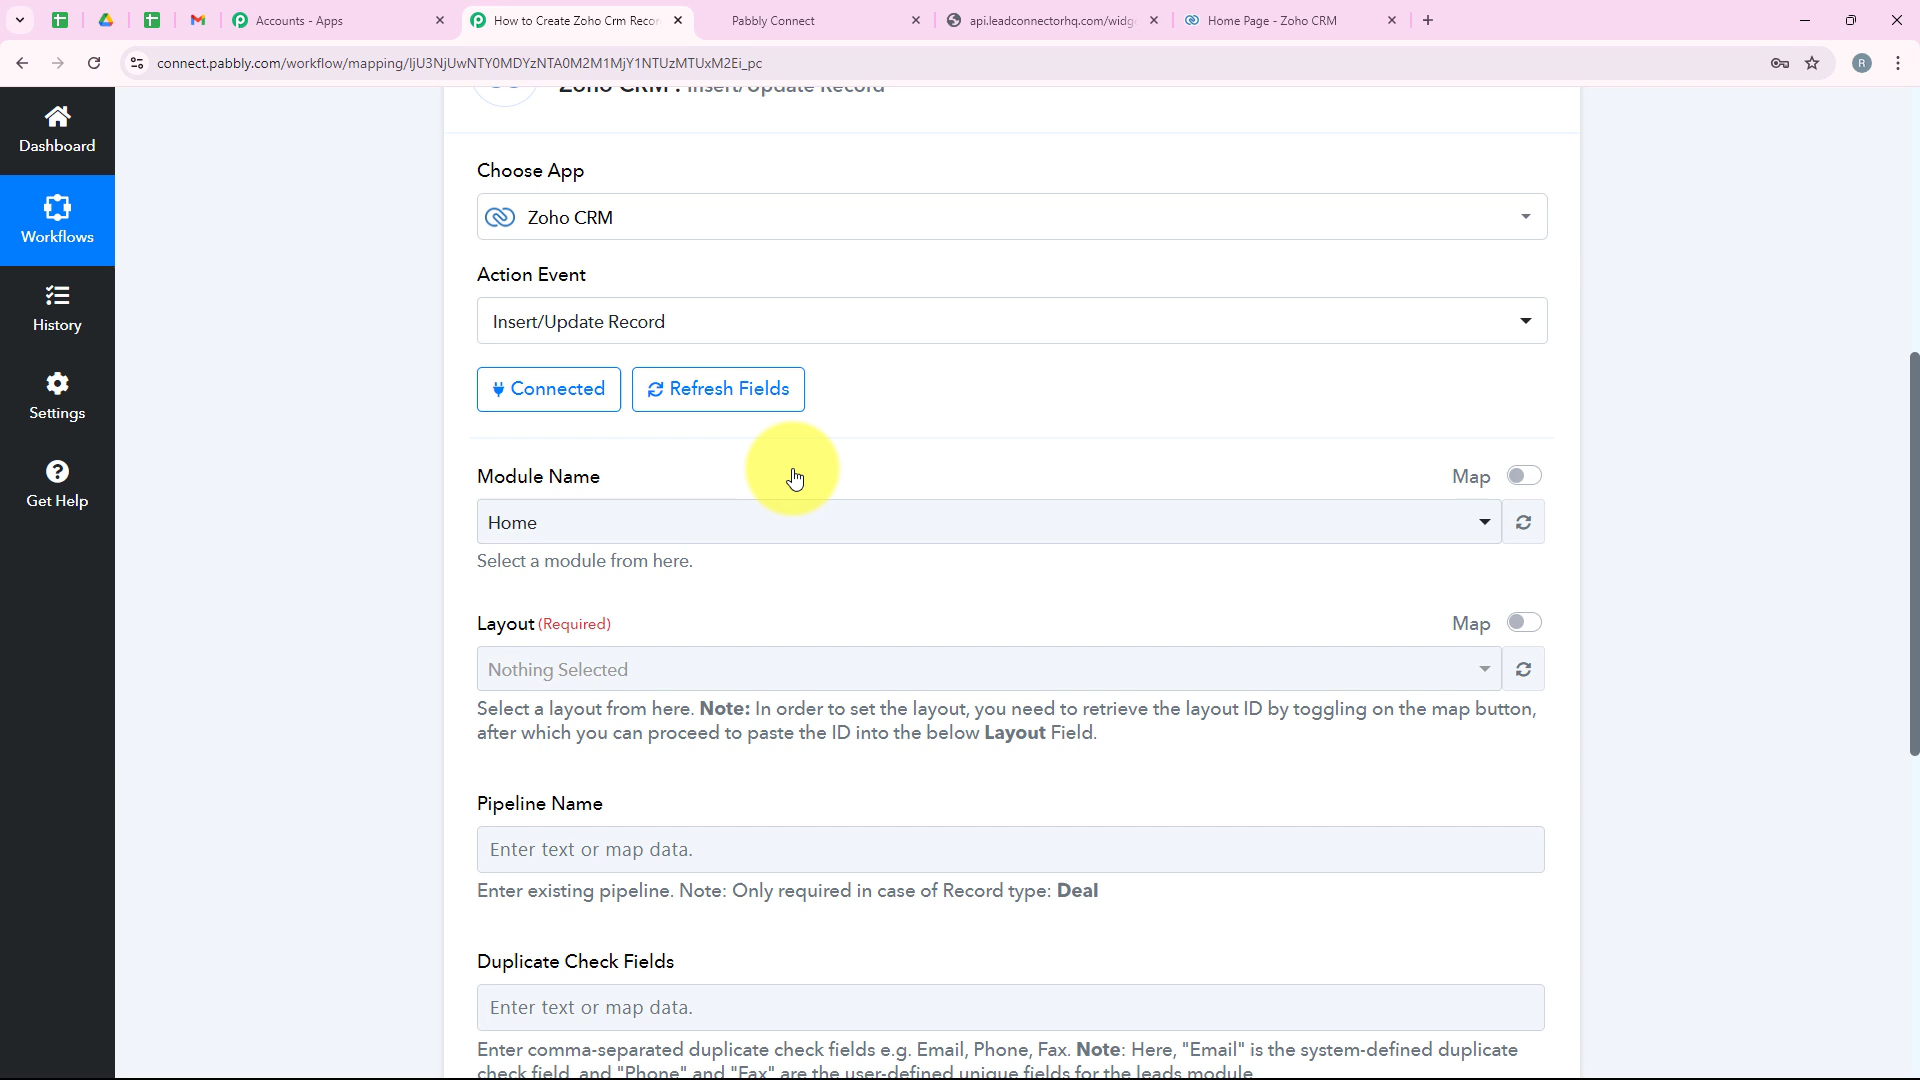 Accounts - Apps
How to Create Zoho Crm Recor
Pabbly Connect
api.leadconnectorhq.com/widge
Home Page - Zoho CRM
connect.pabbly.com/workflow/mapping/IjU3NjUwNTY0MDYzNTA0M2M1MjY1NTUzMTUxM2Ei_pc
R
Zoho CRM : Insert/Update Record
Dashboard
Workflows
History
Settings
Get Help
Choose App
Zoho CRM
Action Event
Insert/Update Record
Connected
Refresh Fields
Module Name
Map
Home
Select a module from here.
Layout (Required)
Map
Nothing Selected
Select a layout from here. Note: In order to set the layout, you need to retrieve the layout ID by toggling on the map button,
after which you can proceed to paste the ID into the below Layout Field.
Pipeline Name
Enter text or map data.
Enter existing pipeline. Note: Only required in case of Record type: Deal
Duplicate Check Fields
Enter text or map data.
Enter comma-separated duplicate check fields e.g. Email, Phone, Fax. Note: Here, "Email" is the system-defined duplicate
check field, and "Phone" and "Fax" are the user-defined unique fields for the leads module.